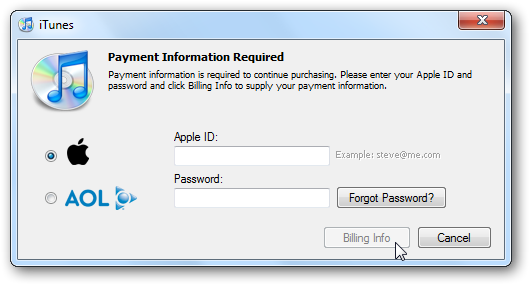 iTunes
Payment Information Required
Payment information is required to continue purchasing. Please enter your Apple ID and
password and click Billing Info to supply your payment information.
Apple ID:
Example: steve@me.com
AOL
Password:
Forgot Password?
Billing Info
Cancel